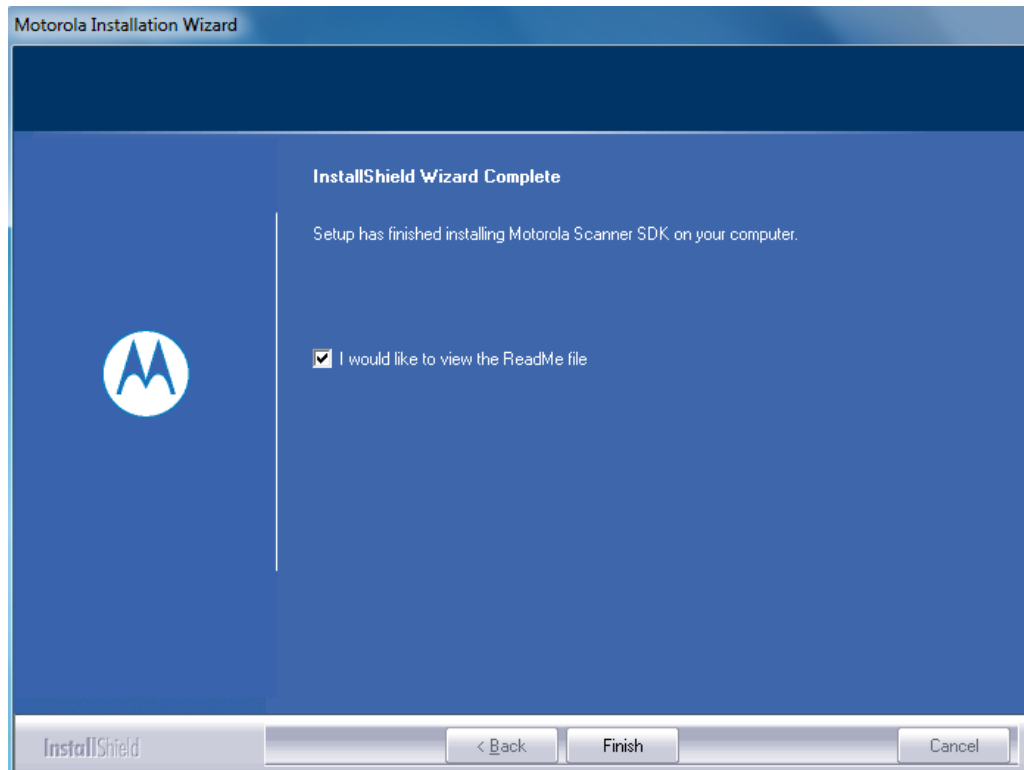 Motorola Installation Wizard
InstallShield Wizard Complete
Setup has finished installing Motorola Scanner SDK on your computer.
I would like to view the ReadMe file
InstallShield
< Back
Finish
Cancel